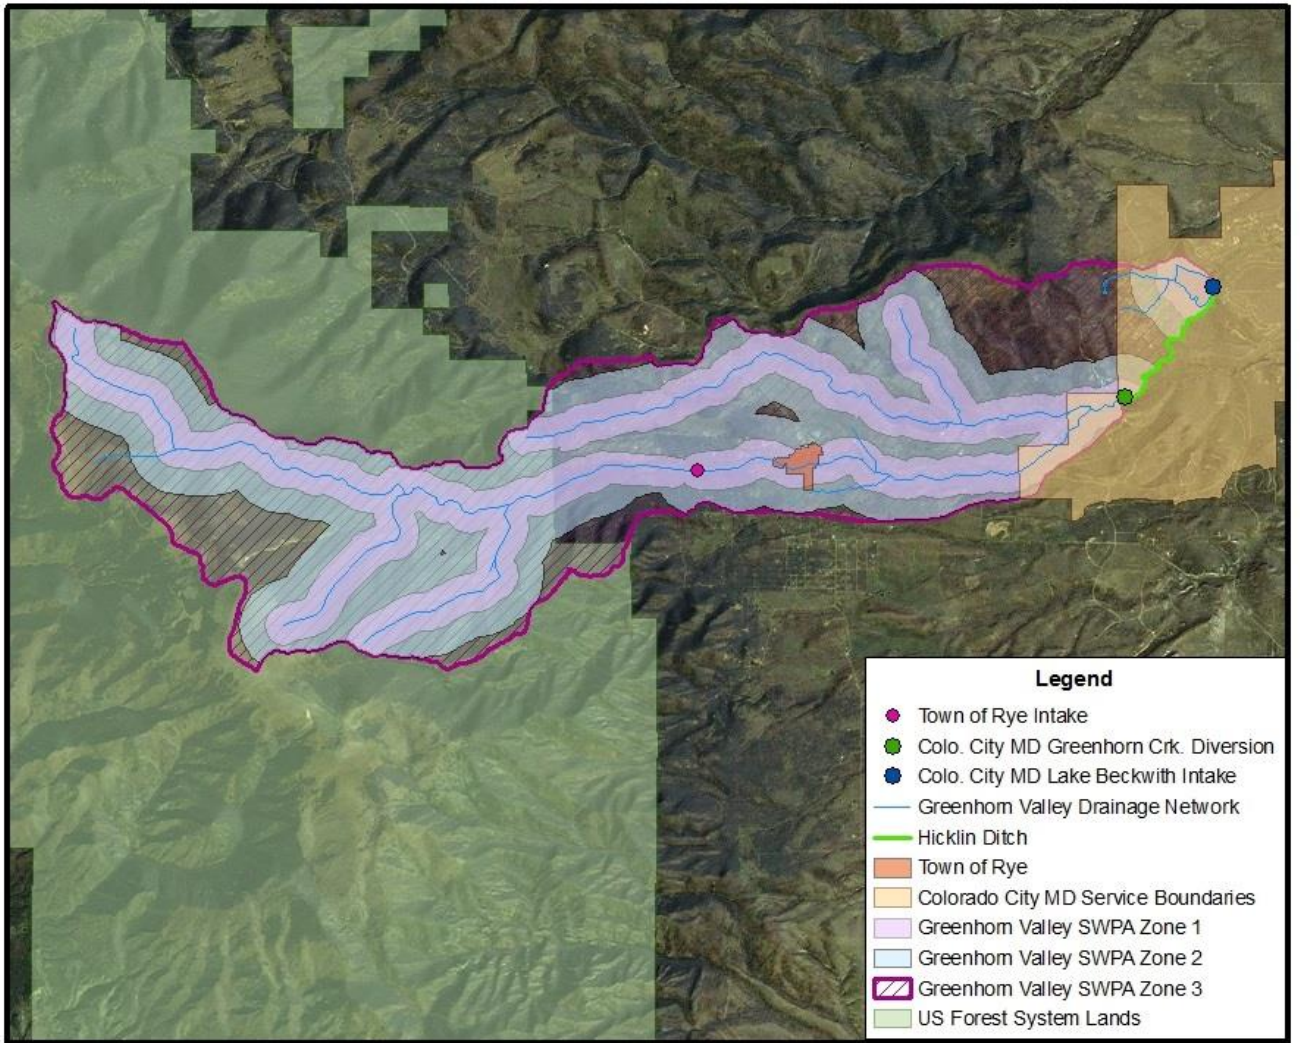 Legend
Town of Rye Intake
Colo. City MD Greenhorn Crk. Diversion
Colo. City MD Lake Beckwith Intake
Greenhorn Valley Drainage Network
Hicklin Ditch
Town of Rye
Colorado City MD Service Boundaries
Greenhorn Valley SWPA Zone 1
Greenhorn Valley SWPA Zone 2
Greenhorn Valley SWPA Zone 3
US Forest System Lands